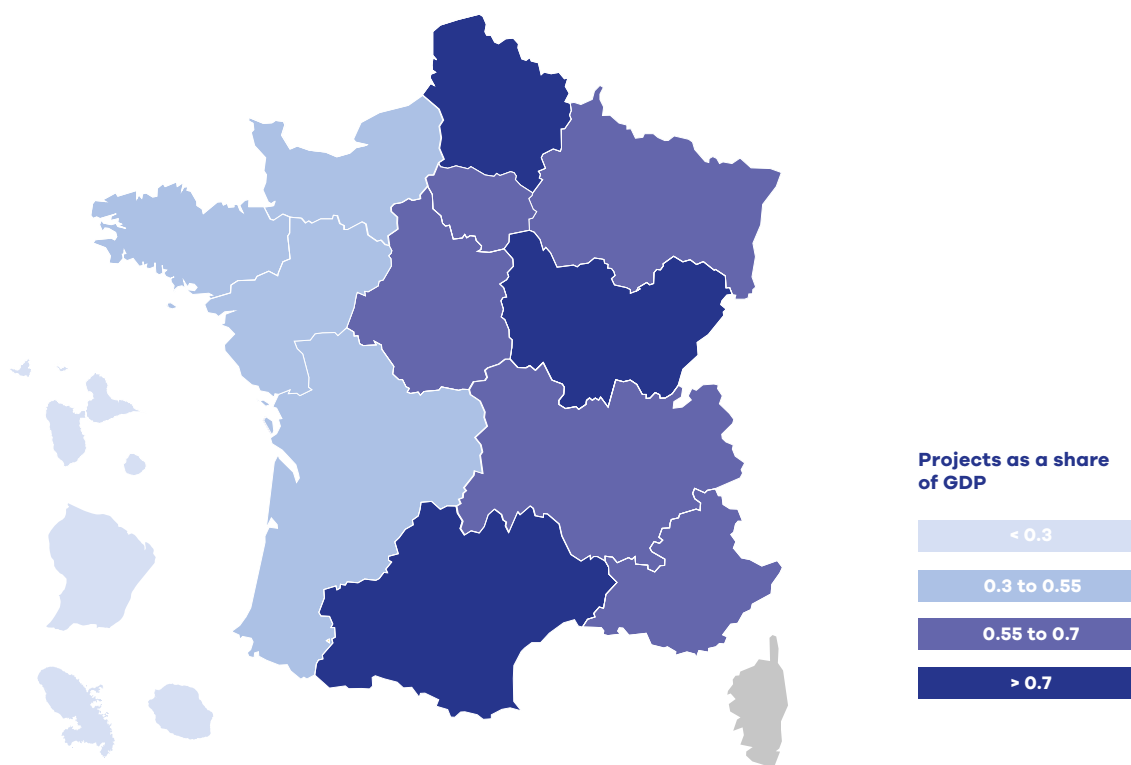 Projects as a share
of GDP
< 0.3
0.3 to 0.55
0.55 to 0.7
> 0.7